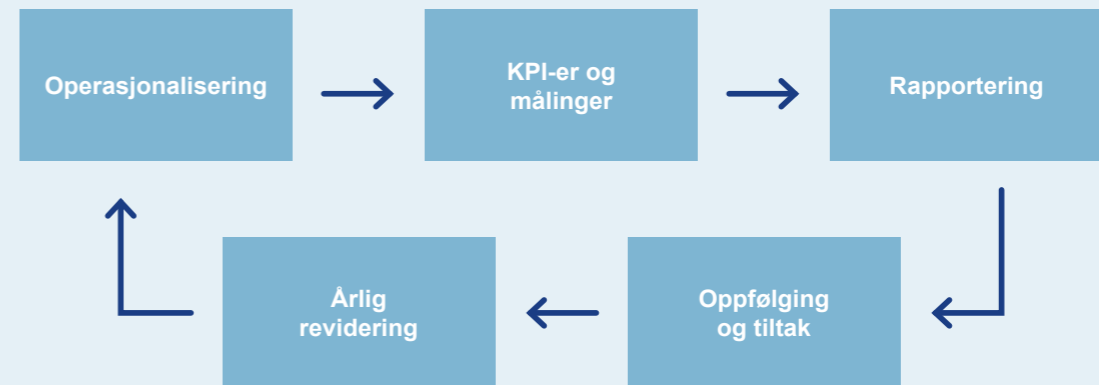 Operasjonalisering
KPI-er og
målinger
Rapportering
Oppfølging
og tiltak
Årlig
revidering